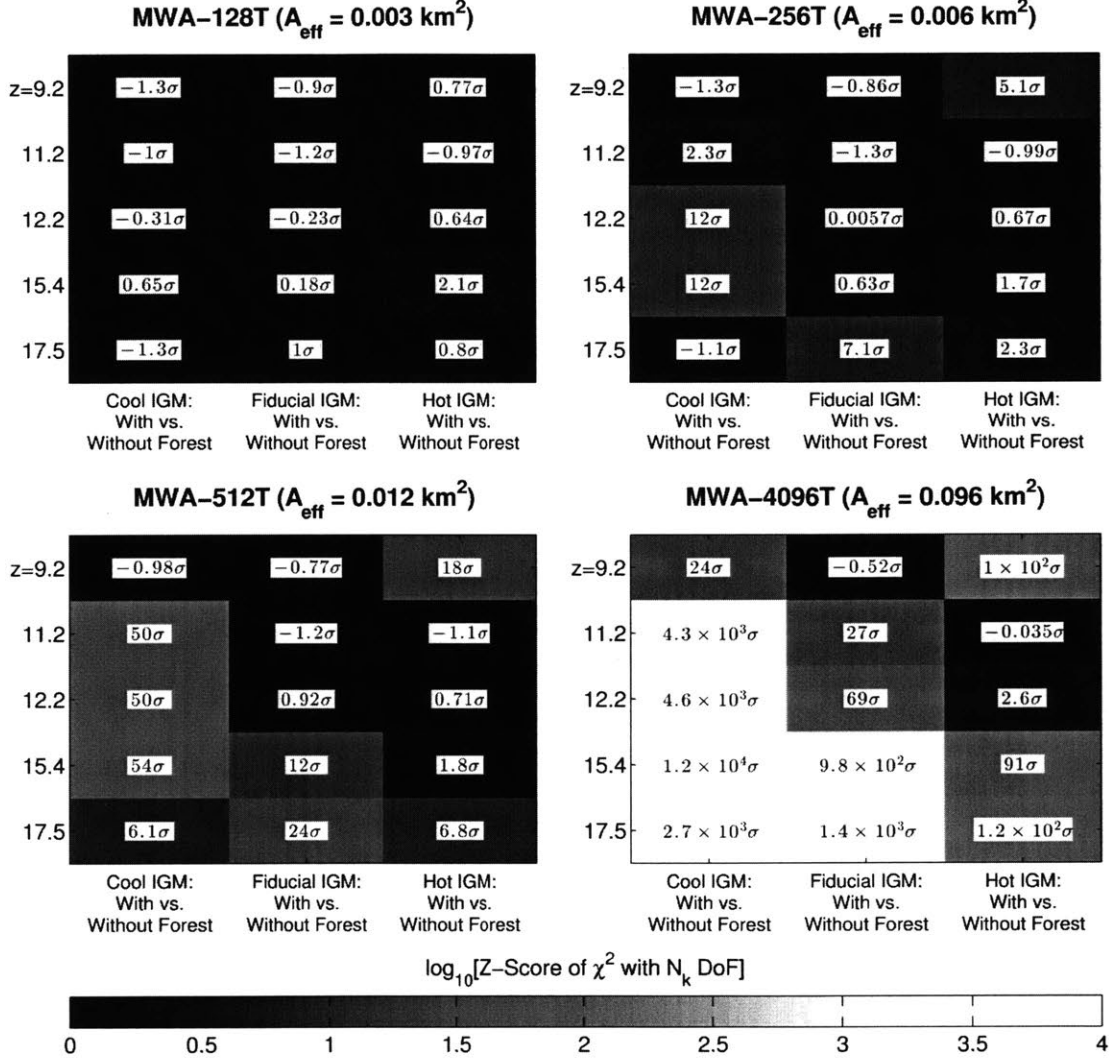 MWA−128T (A_eff = 0.003 km²)
z=9.2 −1.3σ −0.9σ 0.77σ
11.2 −1σ −1.2σ −0.97σ
12.2 −0.31σ −0.23σ 0.64σ
15.4 0.65σ 0.18σ 2.1σ
17.5 −1.3σ 1σ 0.8σ
Cool IGM: Fiducial IGM: Hot IGM:
With vs. With vs. With vs.
Without Forest Without Forest Without Forest
MWA−256T (A_eff = 0.006 km²)
z=9.2 −1.3σ −0.86σ 5.1σ
11.2 2.3σ −1.3σ −0.99σ
12.2 12σ 0.0057σ 0.67σ
15.4 12σ 0.63σ 1.7σ
17.5 −1.1σ 7.1σ 2.3σ
Cool IGM: Fiducial IGM: Hot IGM:
With vs. With vs. With vs.
Without Forest Without Forest Without Forest
MWA−512T (A_eff = 0.012 km²)
z=9.2 −0.98σ −0.77σ 18σ
11.2 50σ −1.2σ −1.1σ
12.2 50σ 0.92σ 0.71σ
15.4 54σ 12σ 1.8σ
17.5 6.1σ 24σ 6.8σ
Cool IGM: Fiducial IGM: Hot IGM:
With vs. With vs. With vs.
Without Forest Without Forest Without Forest
MWA−4096T (A_eff = 0.096 km²)
z=9.2 24σ −0.52σ 1 × 10²σ
11.2 4.3 × 10³σ 27σ −0.035σ
12.2 4.6 × 10³σ 69σ 2.6σ
15.4 1.2 × 10⁴σ 9.8 × 10²σ 91σ
17.5 2.7 × 10³σ 1.4 × 10³σ 1.2 × 10²σ
Cool IGM: Fiducial IGM: Hot IGM:
With vs. With vs. With vs.
Without Forest Without Forest Without Forest
log₁₀[Z−Score of χ² with N_k DoF]
0 0.5 1 1.5 2 2.5 3 3.5 4